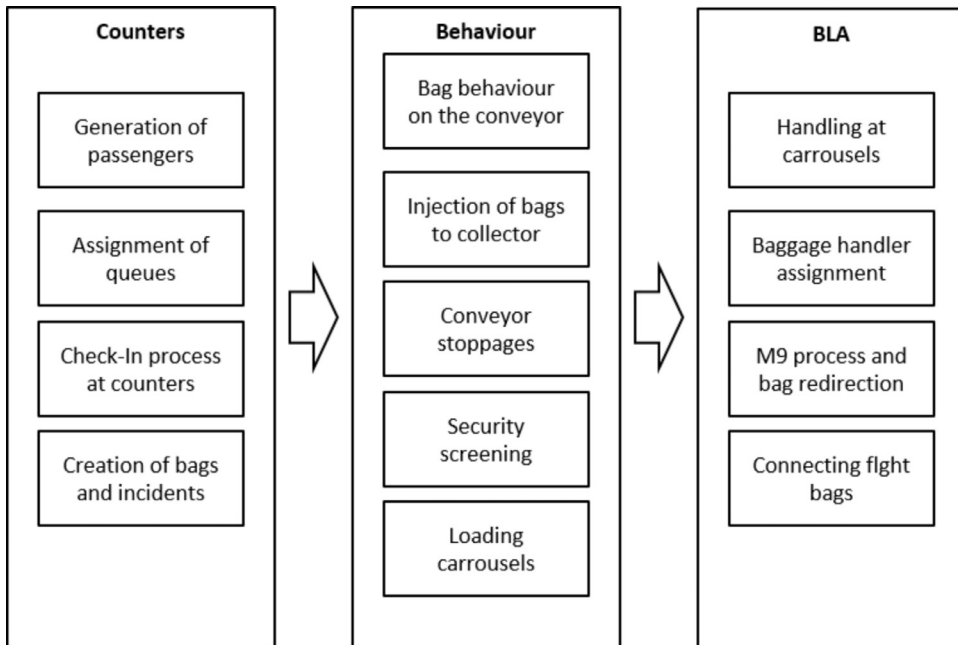 Counters
Generation of
passengers
Assignment of
queues
Check-In process
at counters
Creation of bags
and incidents
Behaviour
Bag behaviour
on the conveyor
Injection of bags
to collector
Conveyor
stoppages
Security
screening
Loading
carrousels
BLA
Handling at
carrousels
Baggage handler
assignment
M9 process and
bag redirection
Connecting flght
bags